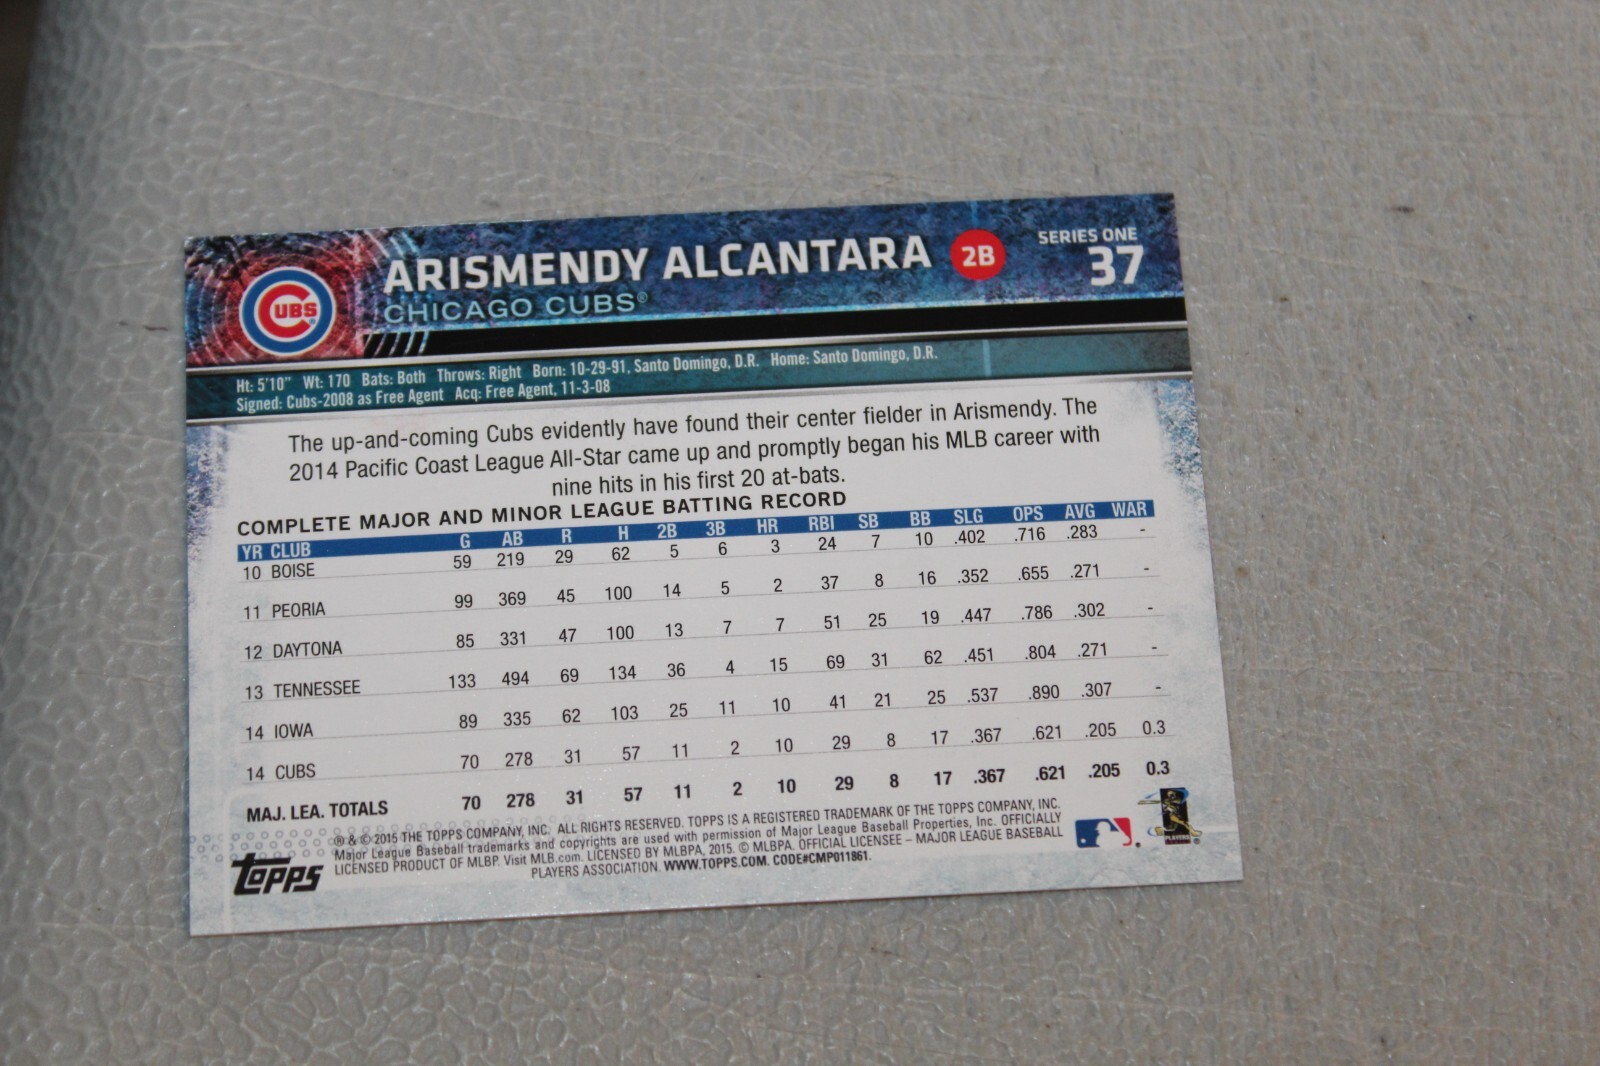 CUBS
ARISMENDY ALCANTARA 2B
CHICAGO CUBS®
SERIES ONE
37
Ht: 5'10" Wt: 170 Bats: Both Throws: Right Born: 10-29-91, Santo Domingo, D.R. Home: Santo Domingo, D.R.
Signed: Cubs-2008 as Free Agent Acq: Free Agent, 11-3-08
The up-and-coming Cubs evidently have found their center fielder in Arismendy. The
2014 Pacific Coast League All-Star came up and promptly began his MLB career with
nine hits in his first 20 at-bats.
COMPLETE MAJOR AND MINOR LEAGUE BATTING RECORD
YR CLUB G AB R H 2B 3B HR RBI SB BB SLG OPS AVG WAR
10 BOISE 59 219 29 62 5 6 3 24 7 10 .402 .716 .283 -
11 PEORIA 99 369 45 100 14 5 2 37 8 16 .352 .655 .271 -
12 DAYTONA 85 331 47 100 13 7 7 51 25 19 .447 .786 .302 -
13 TENNESSEE 133 494 69 134 36 4 15 69 31 62 .451 .804 .271 -
14 IOWA 89 335 62 103 25 11 10 41 21 25 .537 .890 .307 -
14 CUBS 70 278 31 57 11 2 10 29 8 17 .367 .621 .205 0.3
MAJ. LEA. TOTALS 70 278 31 57 11 2 10 29 8 17 .367 .621 .205 0.3
® & © 2015 THE TOPPS COMPANY, INC. ALL RIGHTS RESERVED. TOPPS IS A REGISTERED TRADEMARK OF THE TOPPS COMPANY, INC.
Major League Baseball trademarks and copyrights are used with permission of Major League Baseball Properties, Inc. OFFICIALLY
LICENSED PRODUCT OF MLBP. Visit MLB.com. LICENSED BY MLBPA, 2015. © MLBPA. OFFICIAL LICENSEE – MAJOR LEAGUE BASEBALL
PLAYERS ASSOCIATION. WWW.TOPPS.COM. CODE#CMP011861.
Topps
PLAYERS